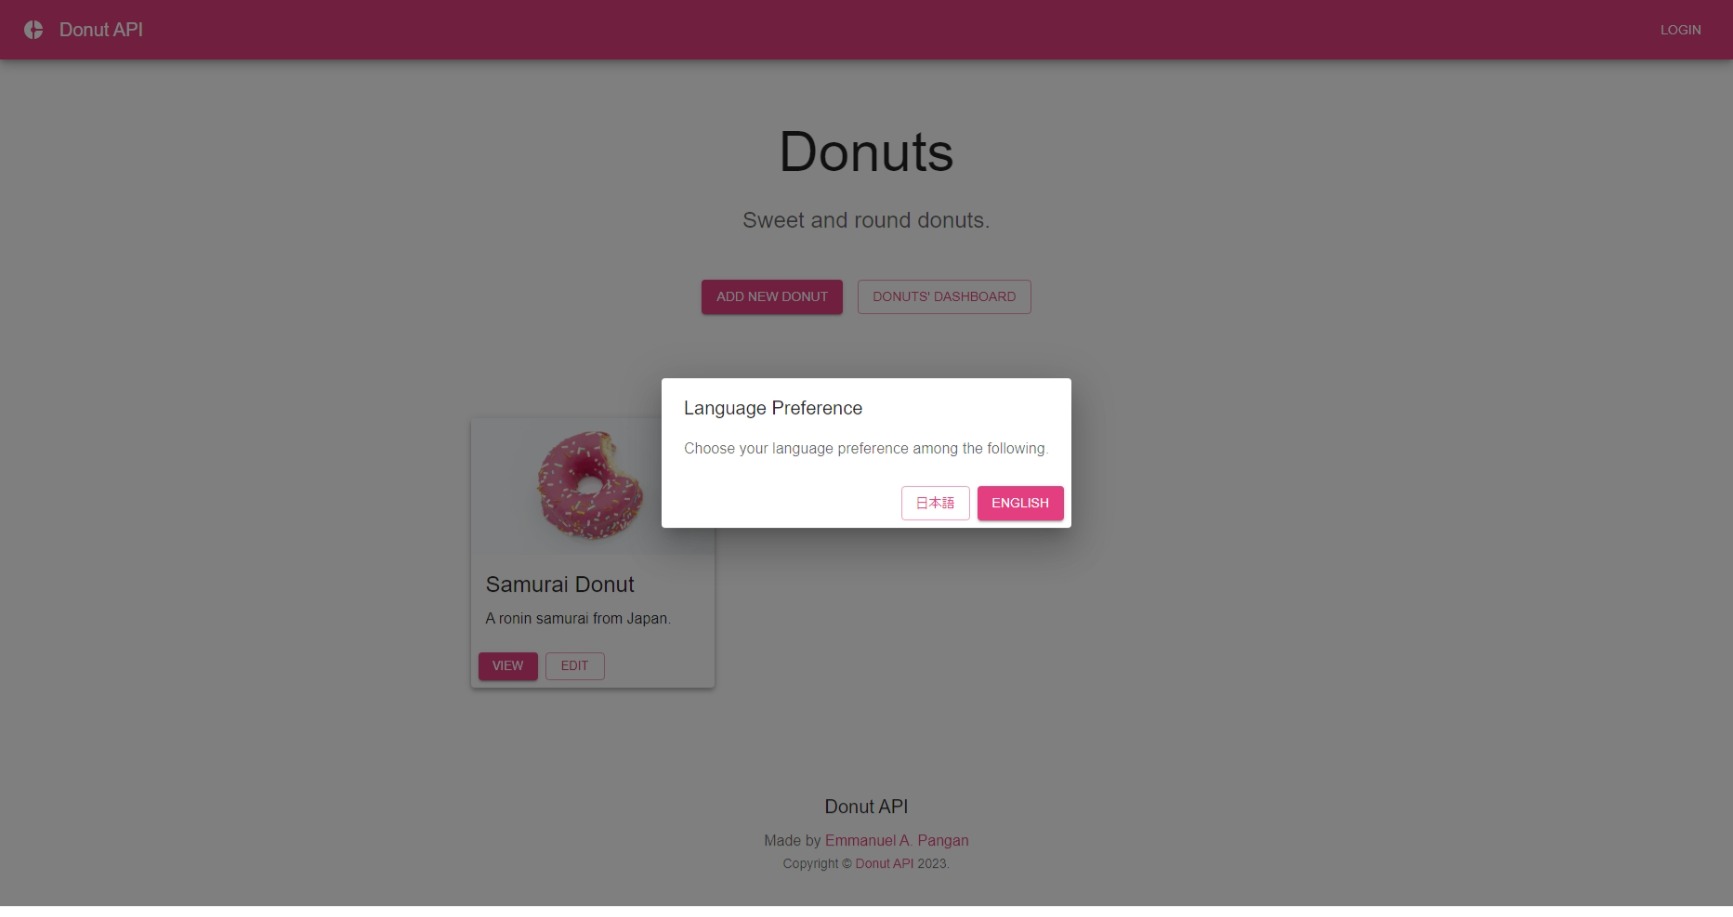 Donut API
LOGIN
Donuts
Sweet and round donuts.
ADD NEW DONUT
DONUTS' DASHBOARD
Language Preference
Choose your language preference among the following.
日本語
ENGLISH
Samurai Donut
A ronin samurai from Japan.
VIEW
EDIT
Donut API
Made by Emmanuel A. Pangan
Copyright © Donut API 2023.